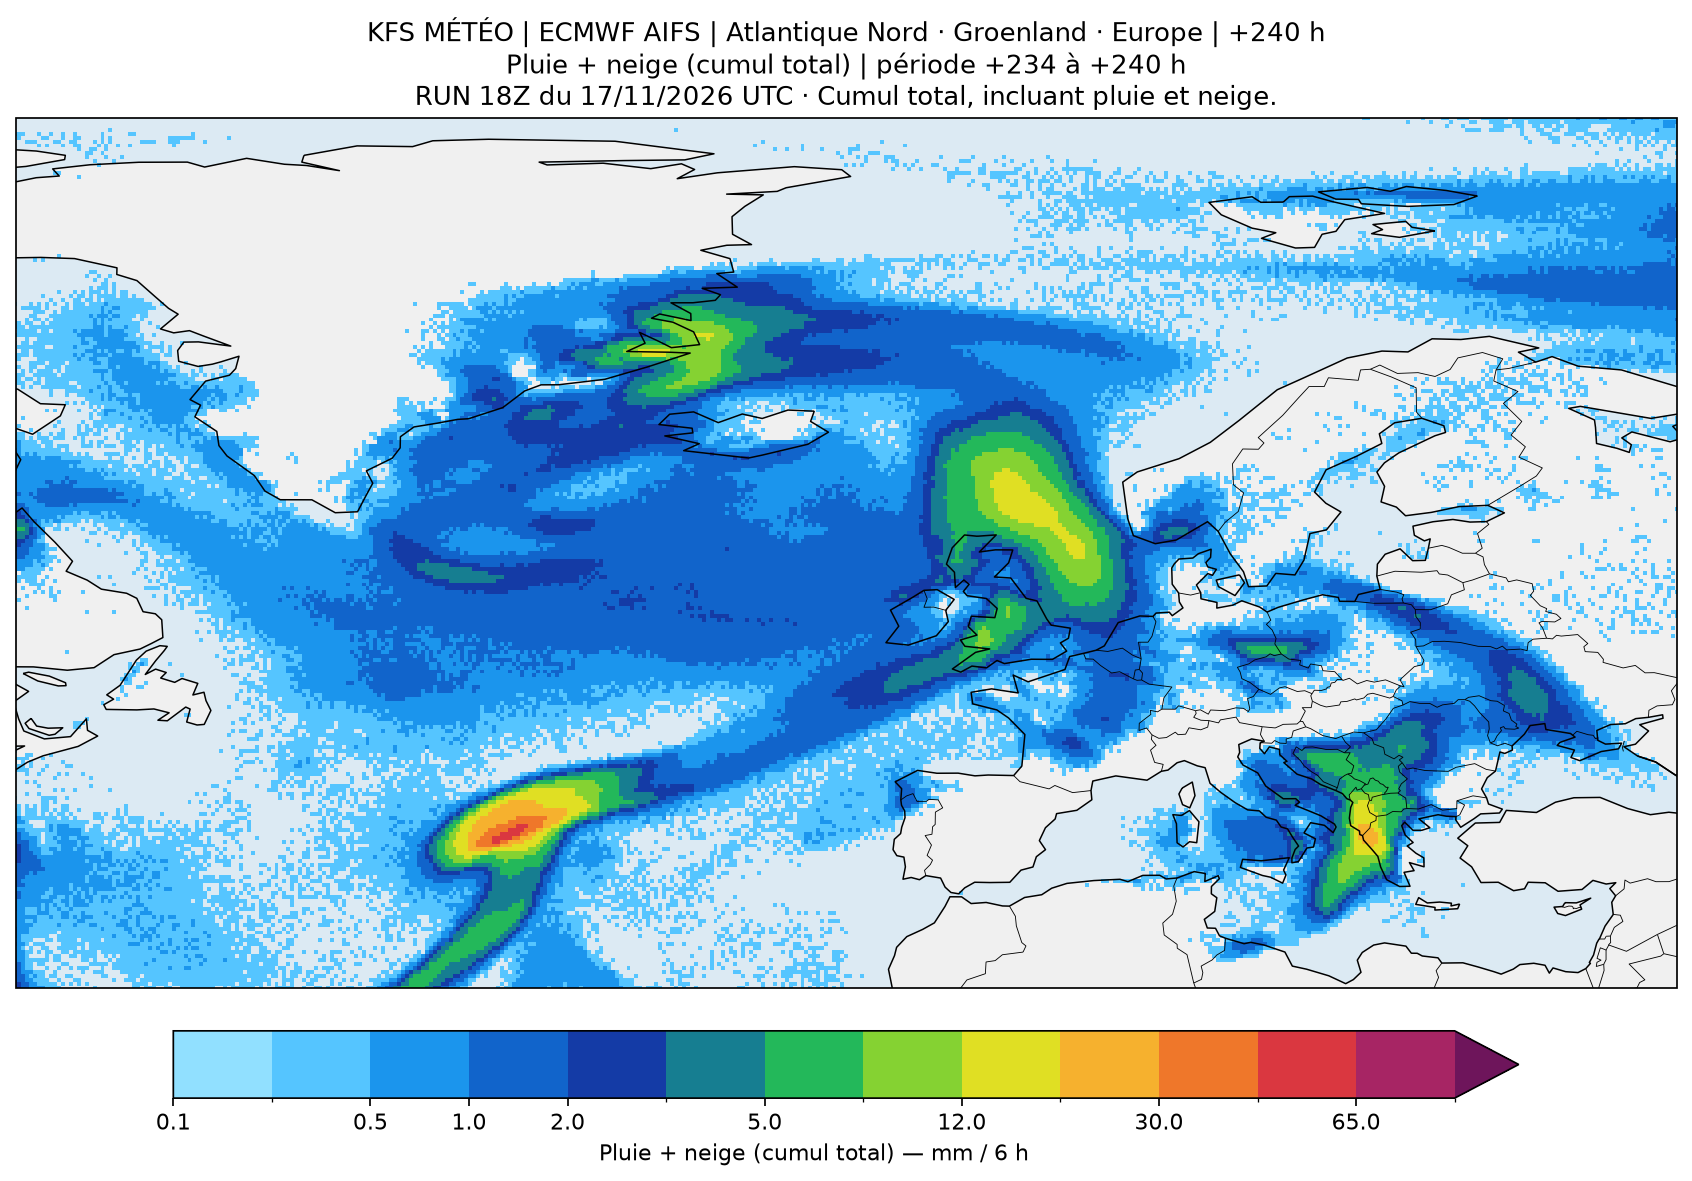 KFS MÉTÉO | ECMWF AIFS | Atlantique Nord · Groenland · Europe | +240 h
Pluie + neige (cumul total) | période +234 à +240 h
RUN 18Z du 17/11/2026 UTC · Cumul total, incluant pluie et neige.
0.1 0.5 1.0 2.0 5.0 12.0 30.0 65.0
Pluie + neige (cumul total) — mm / 6 h